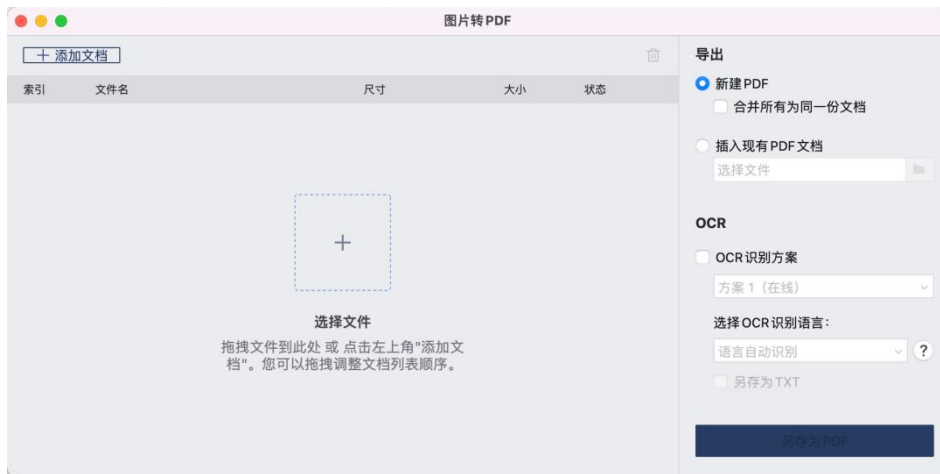 图片转PDF
添加文档
索引 文件名 尺寸 大小 状态
选择文件
拖拽文件到此处 或 点击左上角"添加文
档"。您可以拖拽调整文档列表顺序。
导出
新建PDF
合并所有为同一份文档
插入现有PDF文档
选择文件
OCR
OCR识别方案
方案 1（在线）
选择OCR识别语言：
语言自动识别 ?
另存为TXT
另存为PDF